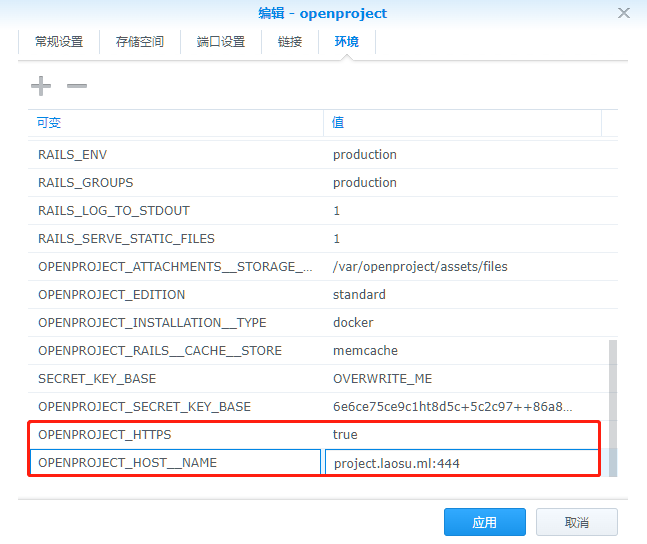 编辑 - openproject
常规设置 存储空间 端口设置 链接 环境
可变 值
RAILS_ENV production
RAILS_GROUPS production
RAILS_LOG_TO_STDOUT 1
RAILS_SERVE_STATIC_FILES 1
OPENPROJECT_ATTACHMENTS__STORAGE_... /var/openproject/assets/files
OPENPROJECT_EDITION standard
OPENPROJECT_INSTALLATION__TYPE docker
OPENPROJECT_RAILS__CACHE__STORE memcache
SECRET_KEY_BASE OVERWRITE_ME
OPENPROJECT_SECRET_KEY_BASE 6e6ce75ce9c1ht8d5c+5c2c97++86a8...
OPENPROJECT_HTTPS true
OPENPROJECT_HOST__NAME project.laosu.ml:444
应用 取消